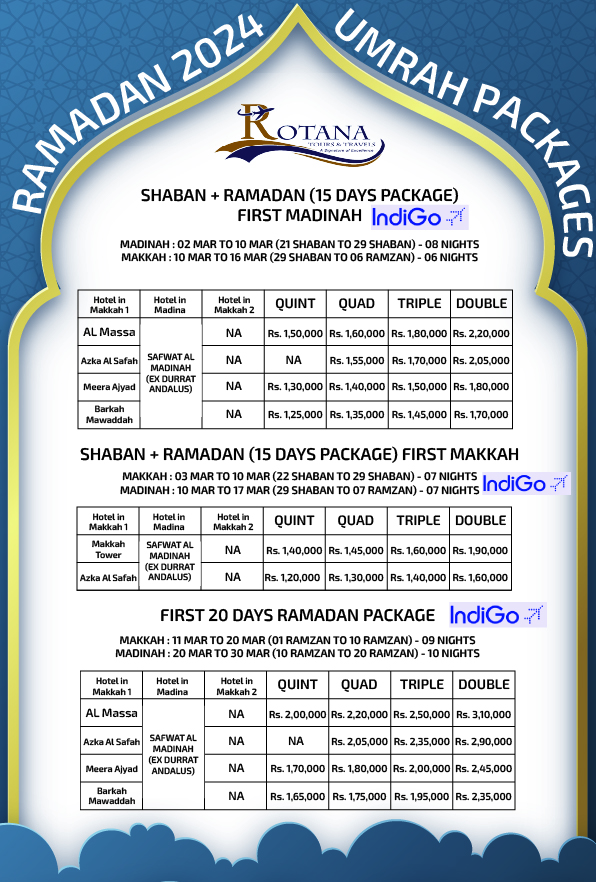 RAMADAN 2024
UMRAH PACKAGES
ROTANA
TOURS & TRAVELS
A Signature of Excellence
SHABAN + RAMADAN (15 DAYS PACKAGE)
FIRST MADINAH IndiGo
MADINAH : 02 MAR TO 10 MAR (21 SHABAN TO 29 SHABAN) - 08 NIGHTS
MAKKAH : 10 MAR TO 16 MAR (29 SHABAN TO 06 RAMZAN) - 06 NIGHTS
Hotel in Makkah 1 Hotel in Madina Hotel in Makkah 2 QUINT QUAD TRIPLE DOUBLE
AL Massa NA Rs. 1,50,000 Rs. 1,60,000 Rs. 1,80,000 Rs. 2,20,000
SAFWAT AL MADINAH (EX DURRAT ANDALUS)
Azka Al Safah NA NA Rs. 1,55,000 Rs. 1,70,000 Rs. 2,05,000
Meera Ajyad NA Rs. 1,30,000 Rs. 1,40,000 Rs. 1,50,000 Rs. 1,80,000
Barkah Mawaddah NA Rs. 1,25,000 Rs. 1,35,000 Rs. 1,45,000 Rs. 1,70,000
SHABAN + RAMADAN (15 DAYS PACKAGE) FIRST MAKKAH
MAKKAH : 03 MAR TO 10 MAR (22 SHABAN TO 29 SHABAN) - 07 NIGHTS
MADINAH : 10 MAR TO 17 MAR (29 SHABAN TO 07 RAMZAN) - 07 NIGHTS IndiGo
Hotel in Makkah 1 Hotel in Madina Hotel in Makkah 2 QUINT QUAD TRIPLE DOUBLE
Makkah Tower SAFWAT AL MADINAH (EX DURRAT ANDALUS) NA Rs. 1,40,000 Rs. 1,45,000 Rs. 1,60,000 Rs. 1,90,000
Azka Al Safah NA Rs. 1,20,000 Rs. 1,30,000 Rs. 1,40,000 Rs. 1,60,000
FIRST 20 DAYS RAMADAN PACKAGE IndiGo
MAKKAH : 11 MAR TO 20 MAR (01 RAMZAN TO 10 RAMZAN) - 09 NIGHTS
MADINAH : 20 MAR TO 30 MAR (10 RAMZAN TO 20 RAMZAN) - 10 NIGHTS
Hotel in Makkah 1 Hotel in Madina Hotel in Makkah 2 QUINT QUAD TRIPLE DOUBLE
AL Massa NA Rs. 2,00,000 Rs. 2,20,000 Rs. 2,50,000 Rs. 3,10,000
SAFWAT AL MADINAH (EX DURRAT ANDALUS)
Azka Al Safah NA NA Rs. 2,05,000 Rs. 2,35,000 Rs. 2,90,000
Meera Ajyad NA Rs. 1,70,000 Rs. 1,80,000 Rs. 2,00,000 Rs. 2,45,000
Barkah Mawaddah NA Rs. 1,65,000 Rs. 1,75,000 Rs. 1,95,000 Rs. 2,35,000